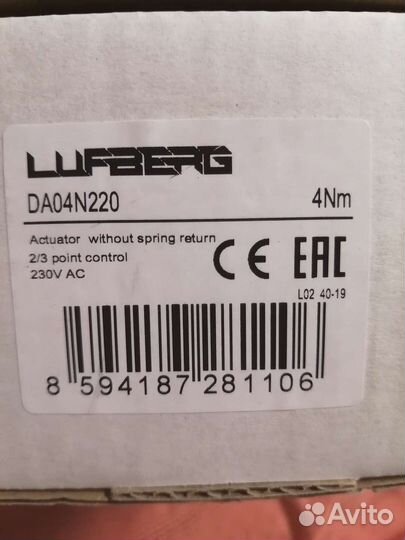 LUFBERG
DA04N220 4Nm
Actuator without spring return
2/3 point control
230V AC
CE EAC
L02 40-19
8 594187 281106
Avito